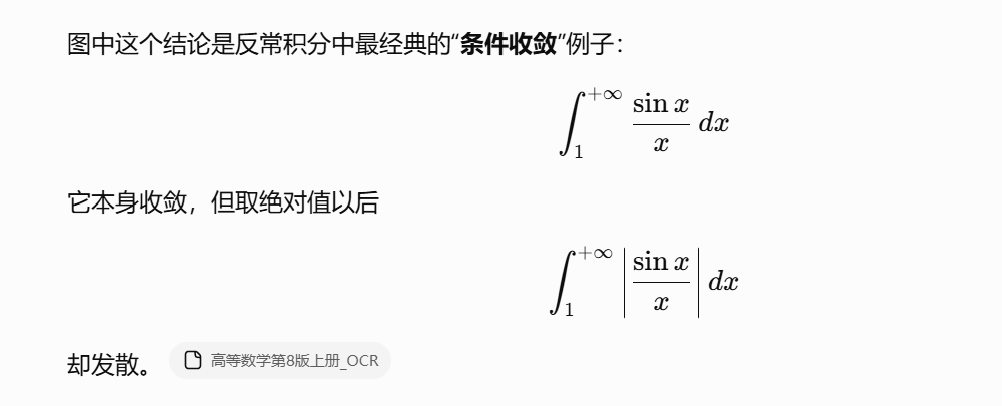 图中这个结论是反常积分中最经典的“条件收敛”例子：
∫₁⁺∞ sin x / x dx
它本身收敛，但取绝对值以后
∫₁⁺∞ | sin x / x | dx
却发散。 高等数学第8版上册_OCR